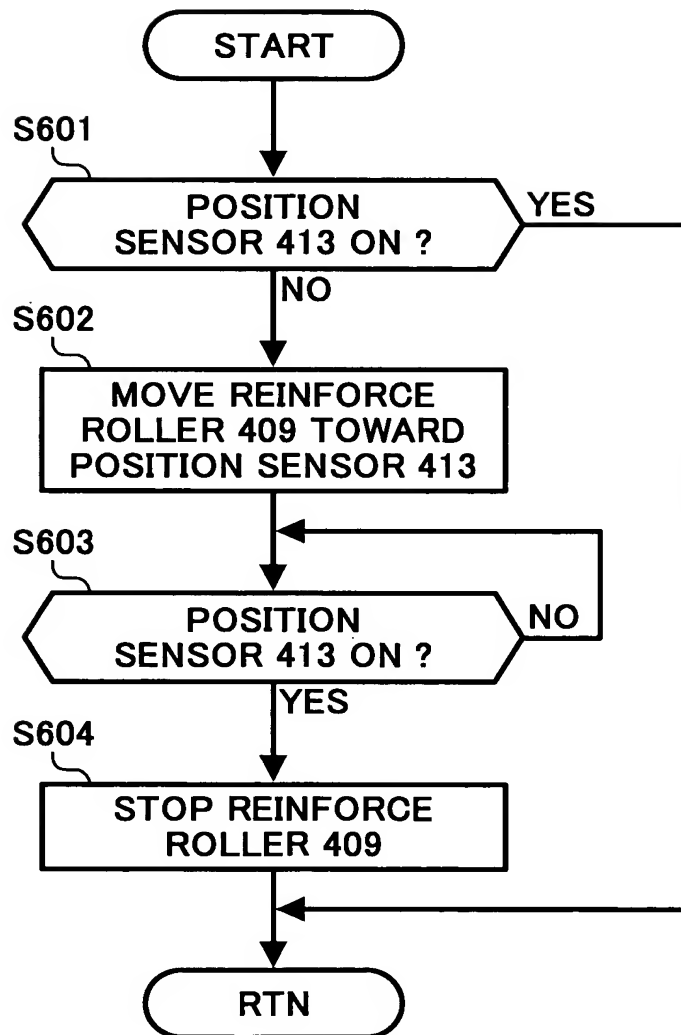 START
S601
POSITION
SENSOR 413 ON ?
YES
NO
S602
MOVE REINFORCE
ROLLER 409 TOWARD
POSITION SENSOR 413
S603
POSITION
SENSOR 413 ON ?
NO
YES
S604
STOP REINFORCE
ROLLER 409
RTN